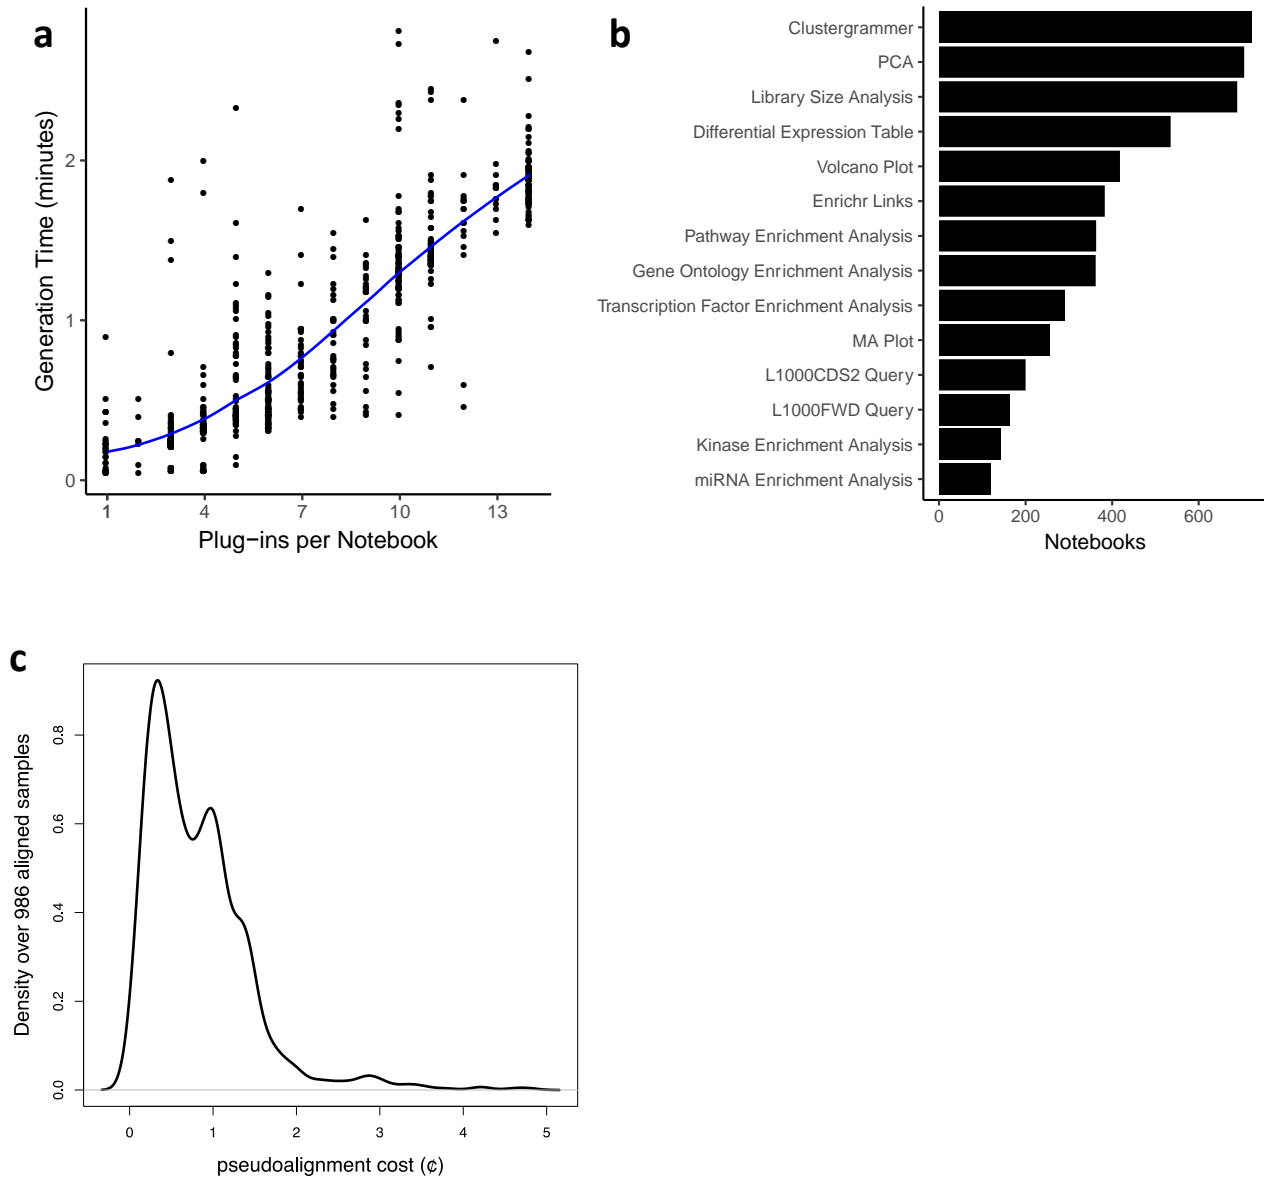 a
Generation Time (minutes)
2
1
0
1
4
7
10
13
Plug−ins per Notebook
b
Clustergrammer
PCA
Library Size Analysis
Differential Expression Table
Volcano Plot
Enrichr Links
Pathway Enrichment Analysis
Gene Ontology Enrichment Analysis
Transcription Factor Enrichment Analysis
MA Plot
L1000CDS2 Query
L1000FWD Query
Kinase Enrichment Analysis
miRNA Enrichment Analysis
0
200
400
600
Notebooks
c
Density over 986 aligned samples
0.8
0.6
0.4
0.2
0.0
0
1
2
3
4
5
pseudoalignment cost (¢)